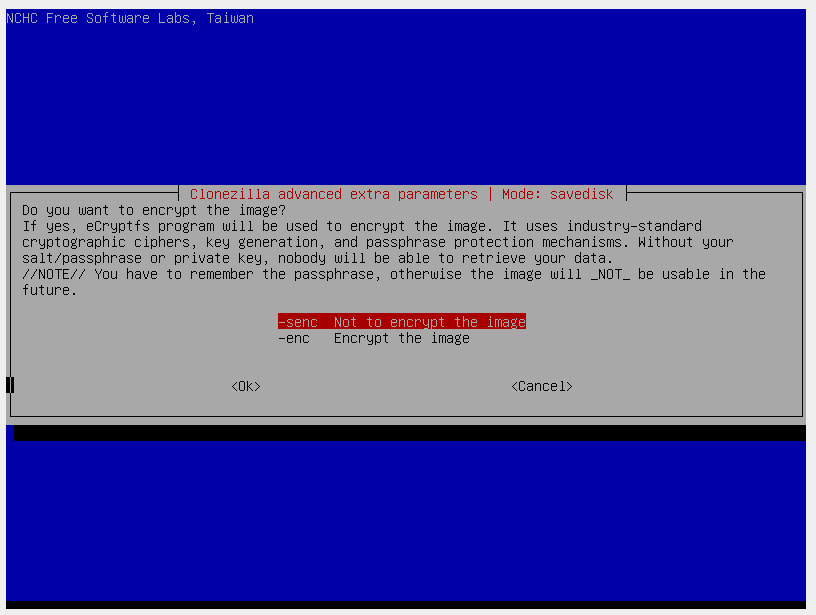 NCHC Free Software Labs, Taiwan
Clonezilla advanced extra parameters | Mode: savedisk
Do you want to encrypt the image?
If yes, eCryptfs program will be used to encrypt the image. It uses industry-standard
cryptographic ciphers, key generation, and passphrase protection mechanisms. Without your
salt/passphrase or private key, nobody will be able to retrieve your data.
//NOTE// You have to remember the passphrase, otherwise the image will _NOT_ be usable in the
future.
-senc  Not to encrypt the image
-enc   Encrypt the image
<Ok> <Cancel>